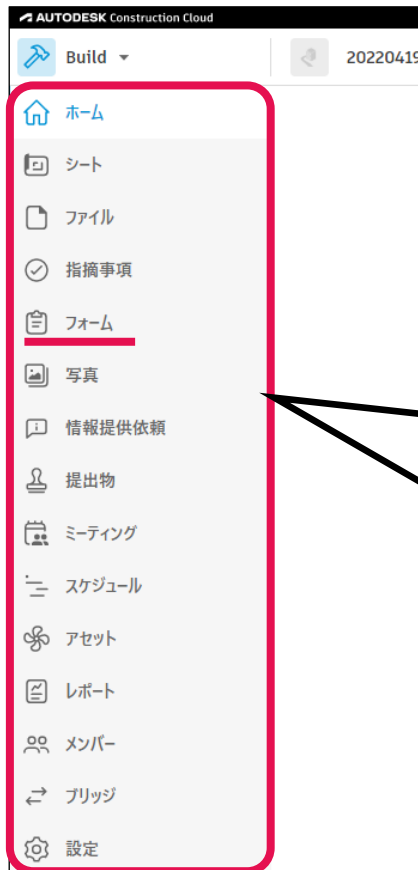 AUTODESK Construction Cloud
Build
20220419
ホーム
シート
ファイル
指摘事項
フォーム
写真
情報提供依頼
提出物
ミーティング
スケジュール
アセット
レポート
メンバー
ブリッジ
設定